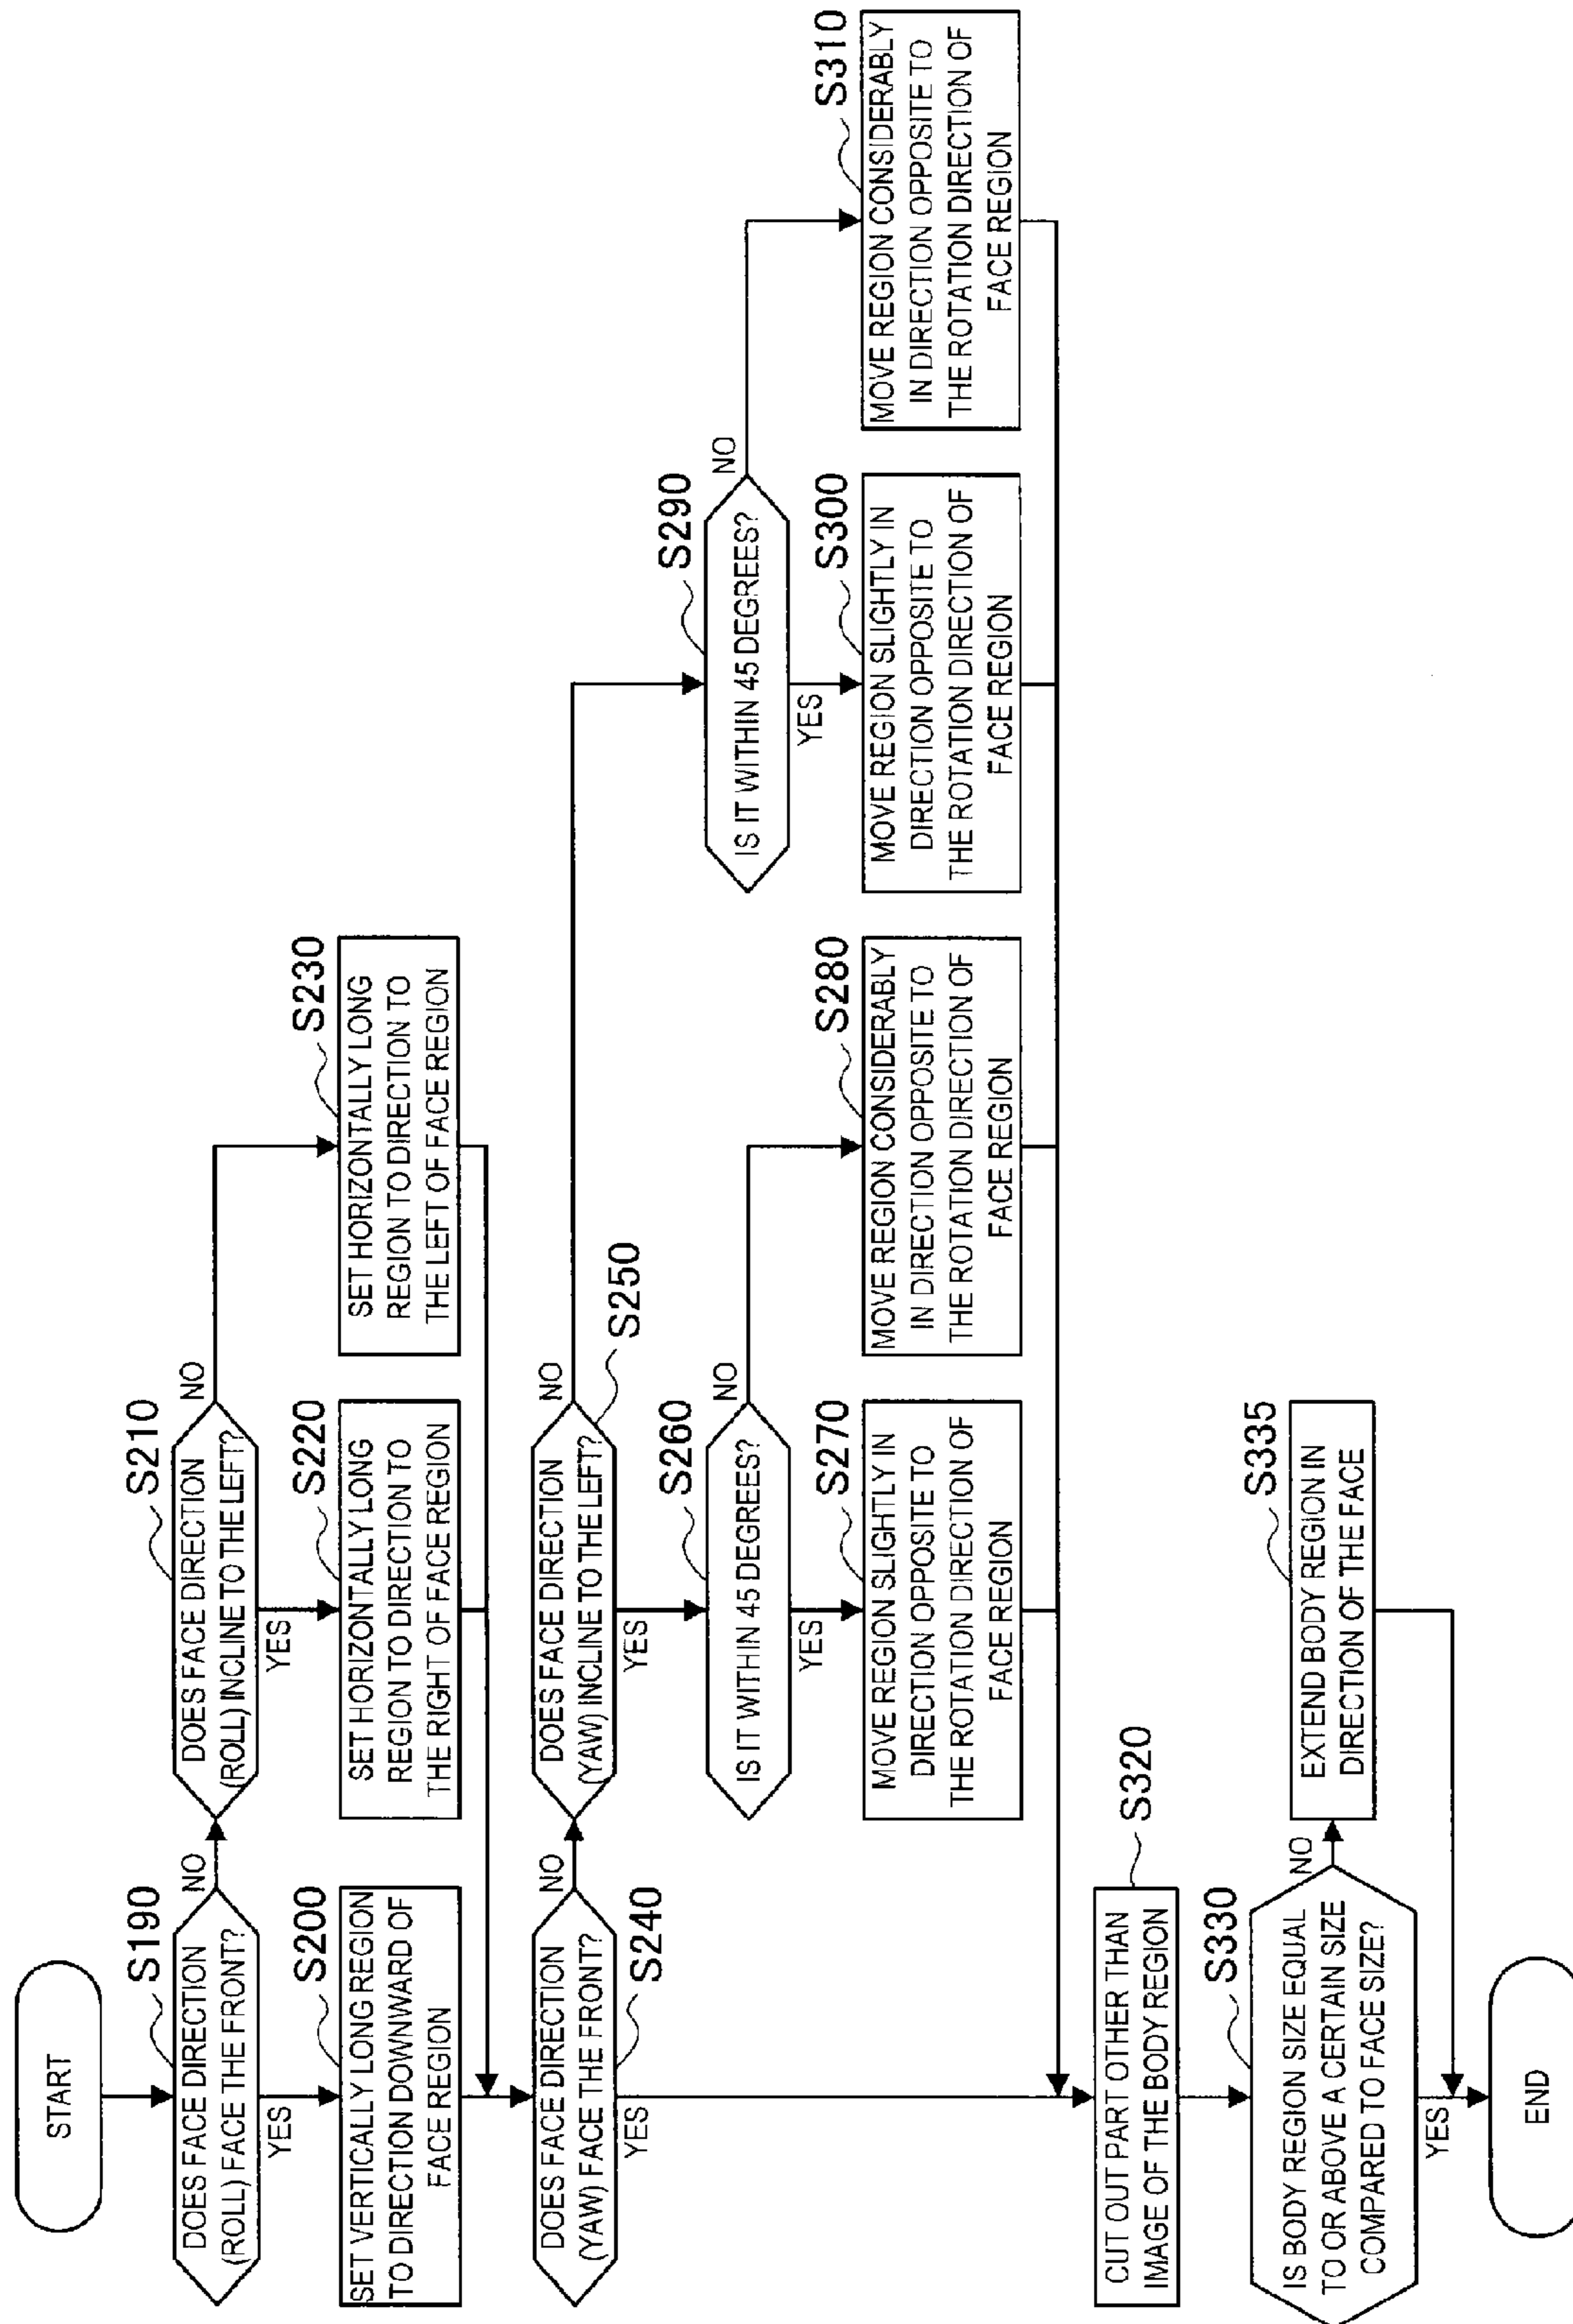 START
S190
DOES FACE DIRECTION
(ROLL) FACE THE FRONT?
NO
YES
S210
DOES FACE DIRECTION
(ROLL) INCLINE TO THE LEFT?
NO
YES
S200
SET VERTICALLY LONG REGION
TO DIRECTION DOWNWARD OF
FACE REGION
S220
SET HORIZONTALLY LONG
REGION TO DIRECTION TO
THE RIGHT OF FACE REGION
S230
SET HORIZONTALLY LONG
REGION TO DIRECTION TO
THE LEFT OF FACE REGION
DOES FACE DIRECTION
(YAW) FACE THE FRONT?
NO
S240
YES
DOES FACE DIRECTION
(YAW) INCLINE TO THE LEFT?
NO
S250
YES
S260
IS IT WITHIN 45 DEGREES?
NO
YES
S290
IS IT WITHIN 45 DEGREES?
NO
YES
S270
MOVE REGION SLIGHTLY IN
DIRECTION OPPOSITE TO
THE ROTATION DIRECTION OF
FACE REGION
S280
MOVE REGION CONSIDERABLY
IN DIRECTION OPPOSITE TO
THE ROTATION DIRECTION OF
FACE REGION
S300
MOVE REGION SLIGHTLY IN
DIRECTION OPPOSITE TO
THE ROTATION DIRECTION OF
FACE REGION
S310
MOVE REGION CONSIDERABLY
IN DIRECTION OPPOSITE TO
THE ROTATION DIRECTION OF
FACE REGION
S320
CUT OUT PART OTHER THAN
IMAGE OF THE BODY REGION
S330
IS BODY REGION SIZE EQUAL
TO OR ABOVE A CERTAIN SIZE
COMPARED TO FACE SIZE?
NO
YES
S335
EXTEND BODY REGION IN
DIRECTION OF THE FACE
END